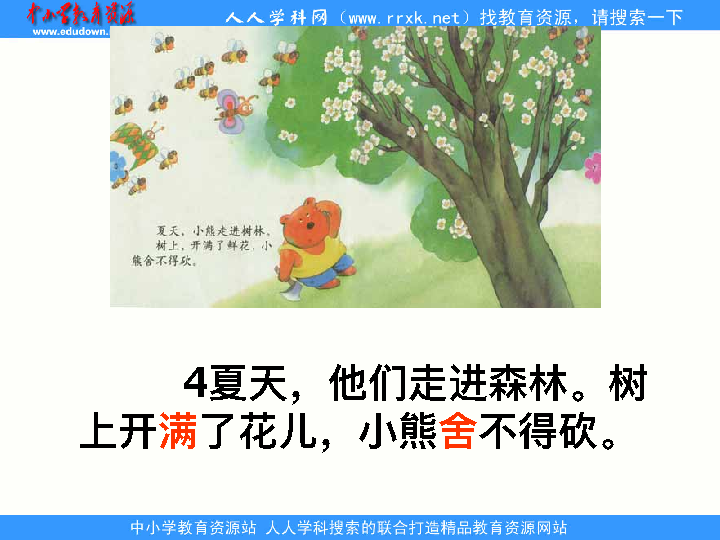 中小学教育资源
www.edudown.net
人人学科网（www.rrxk.net）找教育资源，请搜索一下
夏天，小熊走进树林，
树上，开满了鲜花，小
熊舍不得砍。
4夏天，他们走进森林。树
上开满了花儿，小熊舍不得砍。
中小学教育资源站 人人学科搜索的联合打造精品教育资源网站